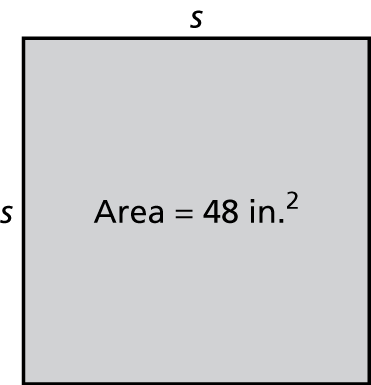 s
s
Area = 48 in.²